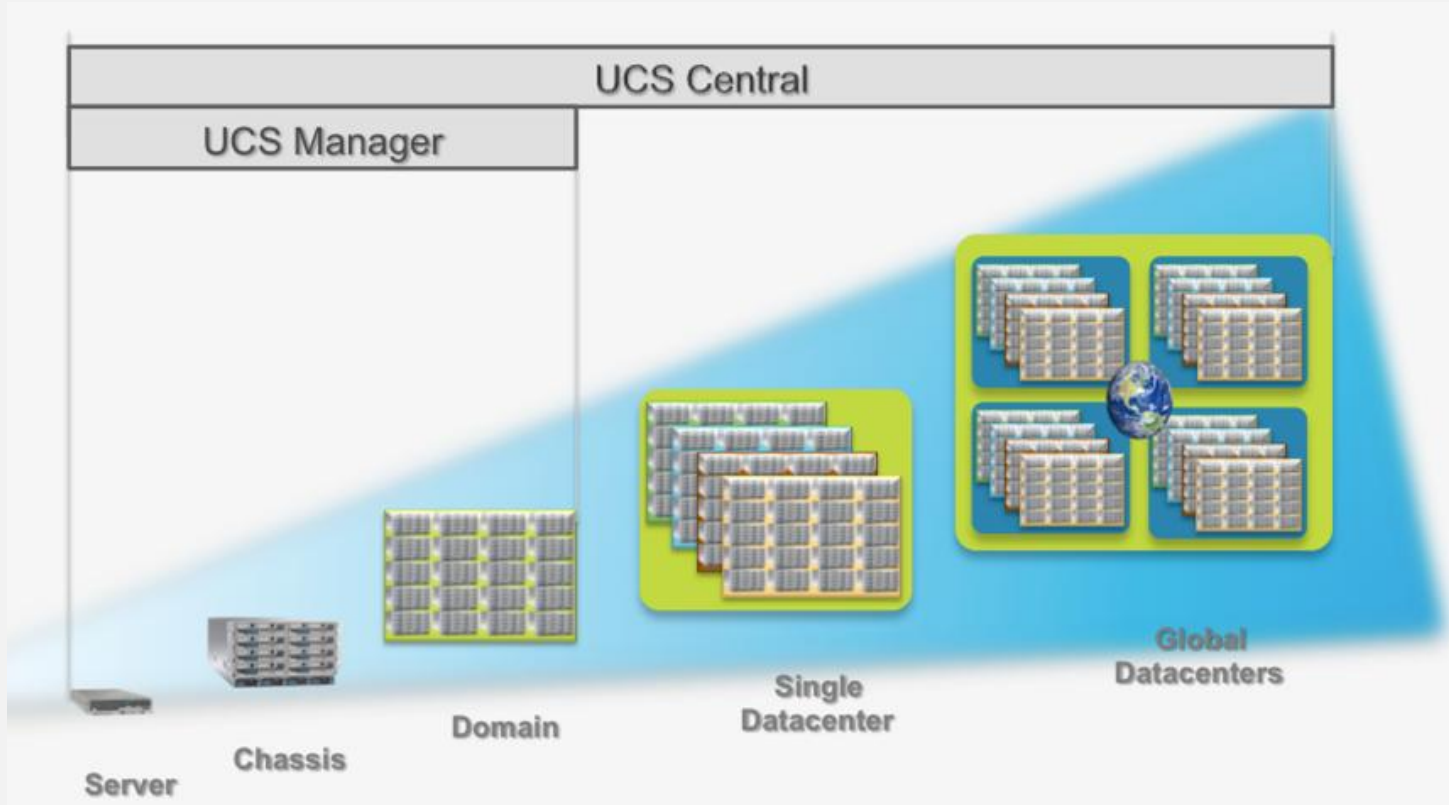 UCS Central
UCS Manager
Global
Datacenters
Single
Datacenter
Domain
Chassis
Server